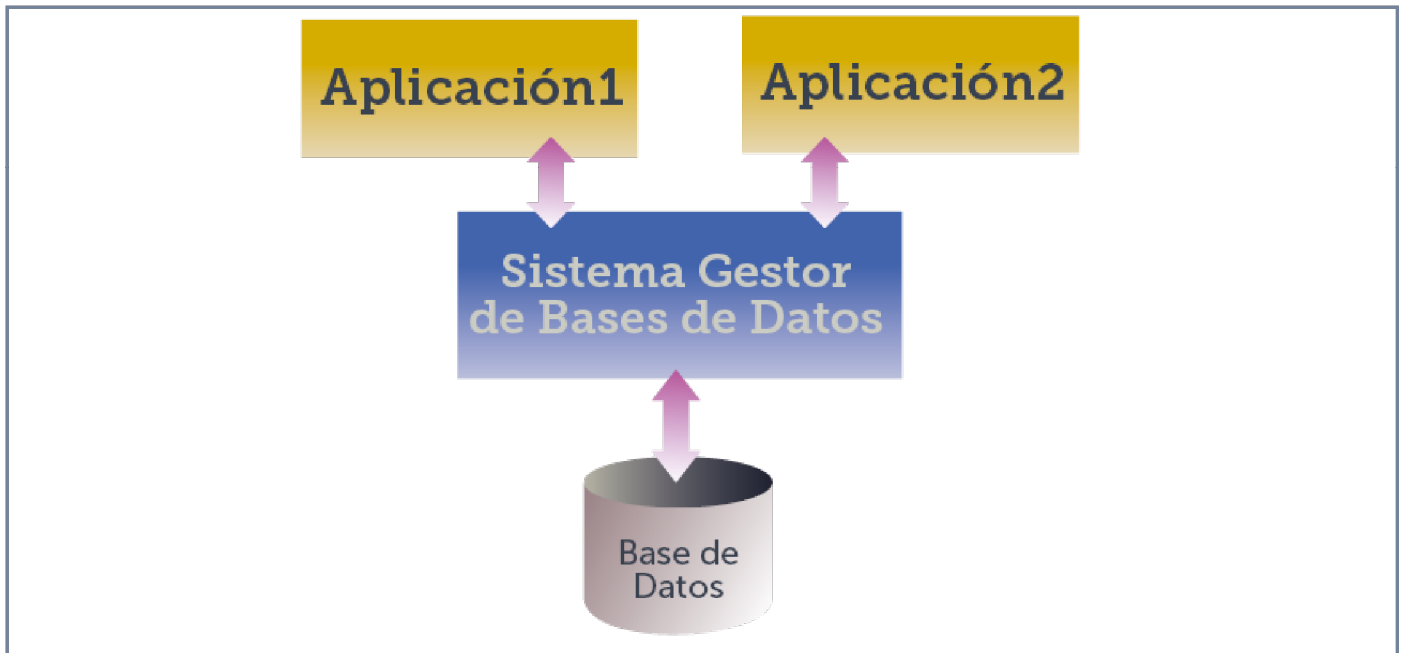 Aplicación1
Aplicación2
Sistema Gestor
de Bases de Datos
Base de
Datos